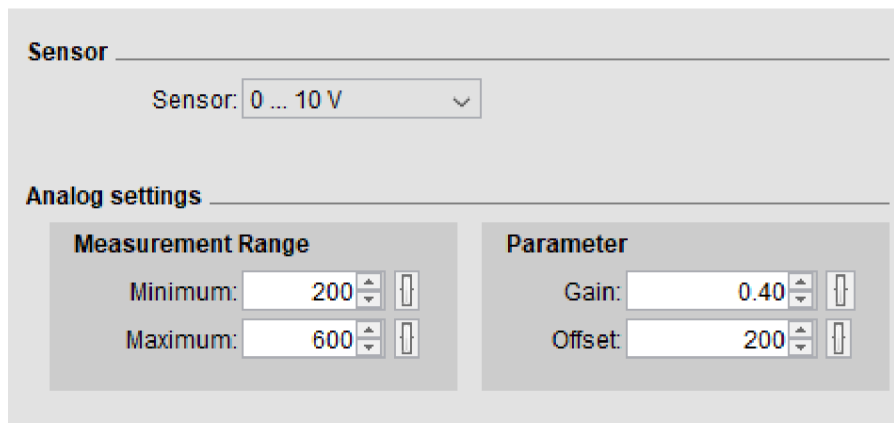 Sensor
Sensor: 0 ... 10 V
Analog settings
Measurement Range
Minimum: 200
Maximum: 600
Parameter
Gain: 0.40
Offset: 200